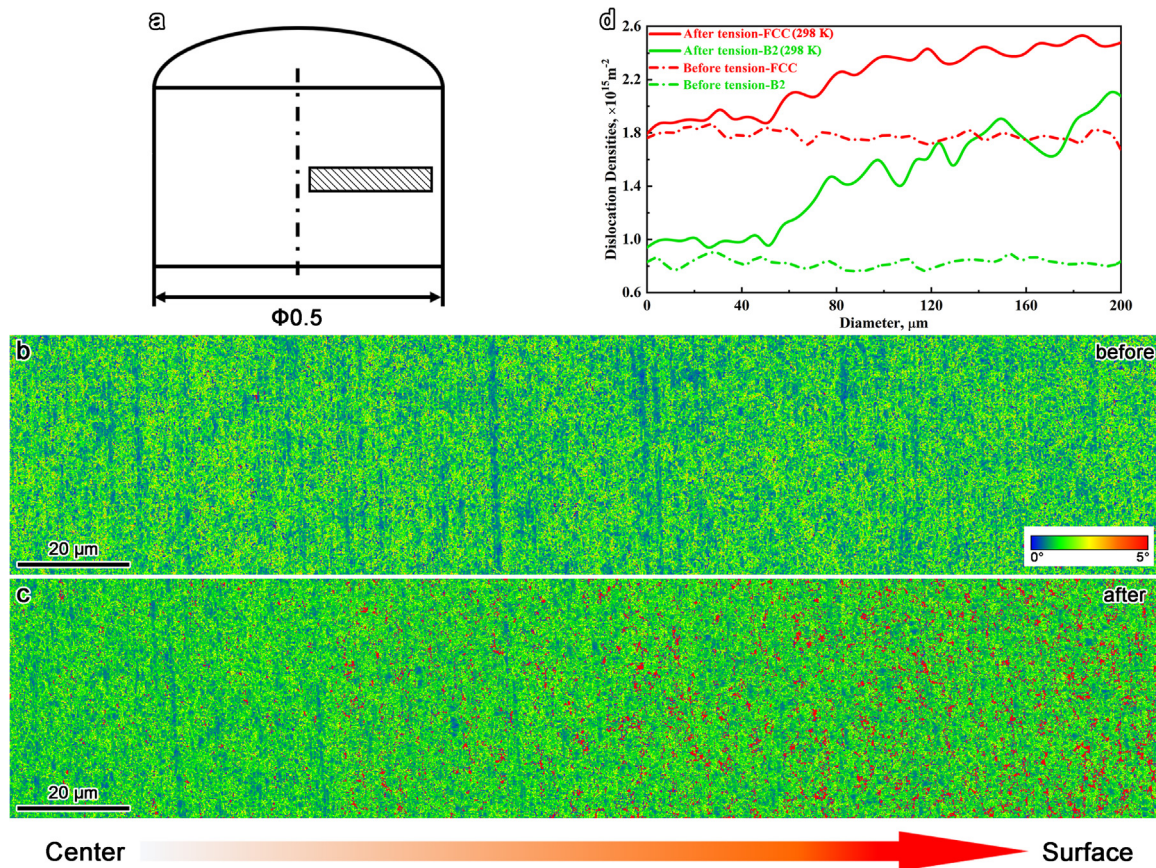 a
Φ0.5
d
After tension-FCC (298 K)
After tension-B2 (298 K)
Before tension-FCC
Before tension-B2
Dislocation Densities, ×10¹⁵m⁻²
2.6
2.2
1.8
1.4
1.0
0.6
0 40 80 120 160 200
Diameter, μm
b
before
20 μm
0° 5°
c
after
20 μm
Center
Surface